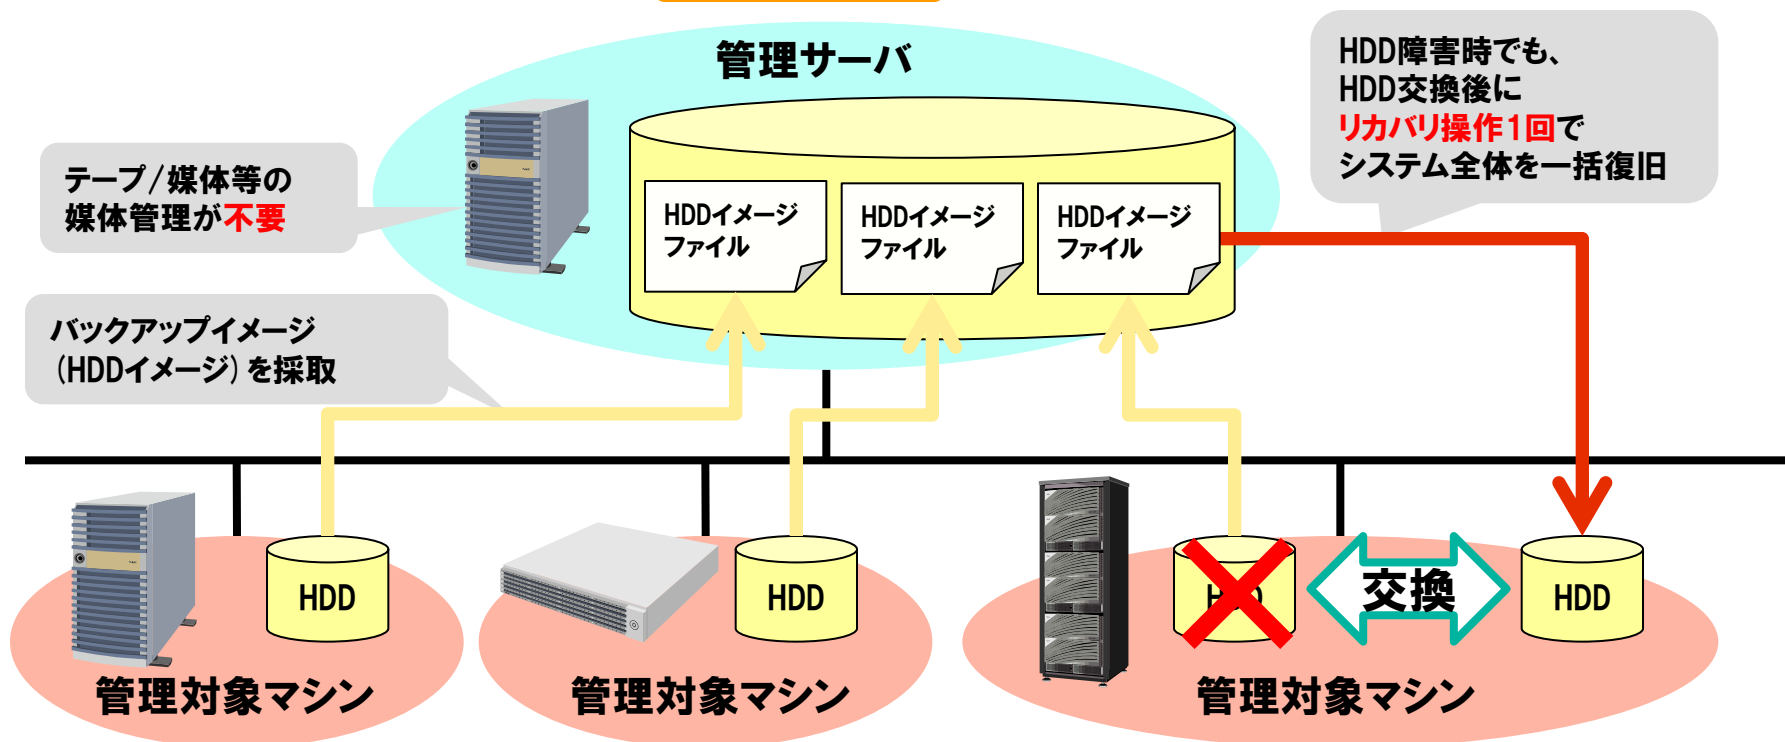 管理サーバ
HDD障害時でも、
HDD交換後に
リカバリ操作1回で
システム全体を一括復旧
テープ/媒体等の
媒体管理が不要
HDDイメージ
ファイル
HDDイメージ
ファイル
HDDイメージ
ファイル
バックアップイメージ
(HDDイメージ)を採取
HDD
HDD
HDD
交換
HDD
管理対象マシン
管理対象マシン
管理対象マシン